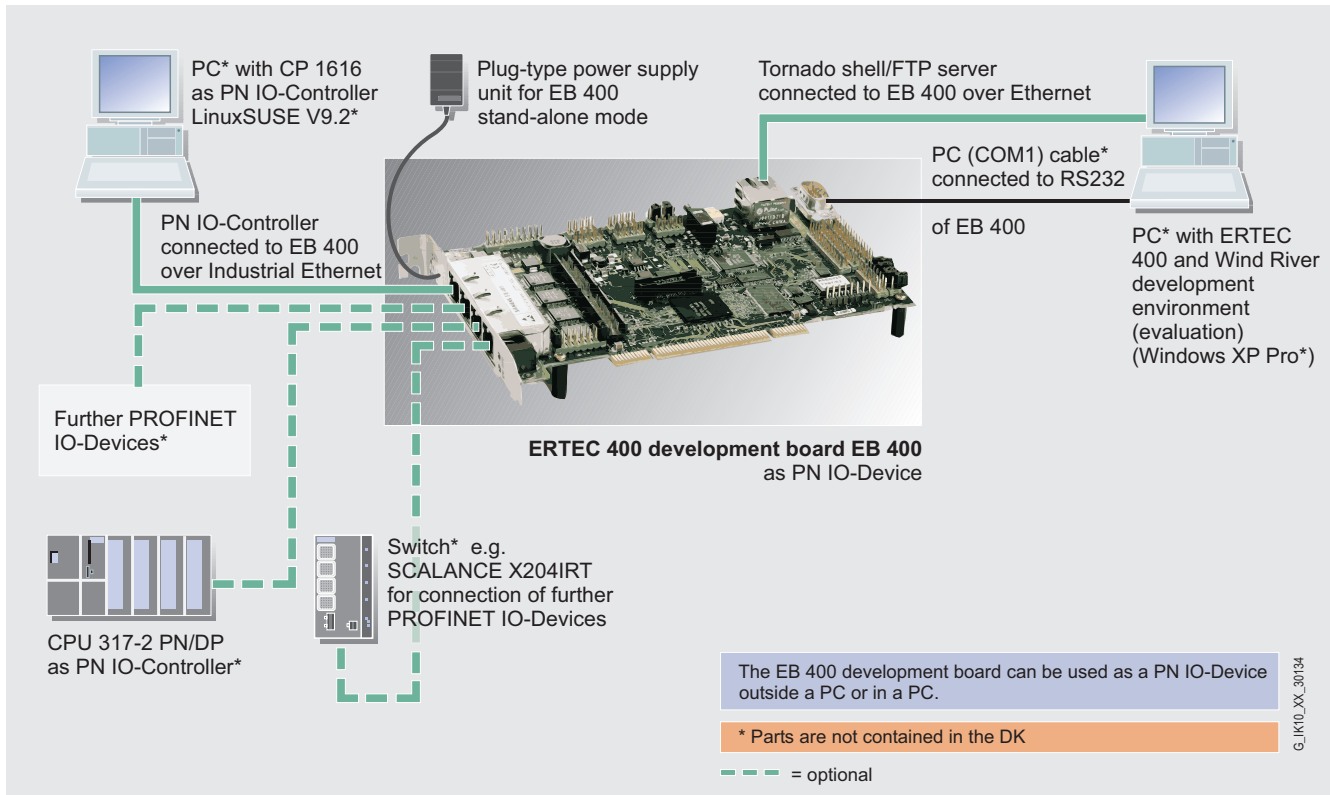 PC* with CP 1616
as PN IO-Controller
LinuxSUSE V9.2*
Plug-type power supply
unit for EB 400
stand-alone mode
Tornado shell/FTP server
connected to EB 400 over Ethernet
PC (COM1) cable*
connected to RS232
of EB 400
PN IO-Controller
connected to EB 400
over Industrial Ethernet
PC* with ERTEC
400 and Wind River
development
environment
(evaluation)
(Windows XP Pro*)
Further PROFINET
IO-Devices*
ERTEC 400 development board EB 400
as PN IO-Device
Switch* e.g.
SCALANCE X204IRT
for connection of further
PROFINET IO-Devices
CPU 317-2 PN/DP
as PN IO-Controller*
The EB 400 development board can be used as a PN IO-Device
outside a PC or in a PC.
* Parts are not contained in the DK
= optional
G_IK10_XX_30134